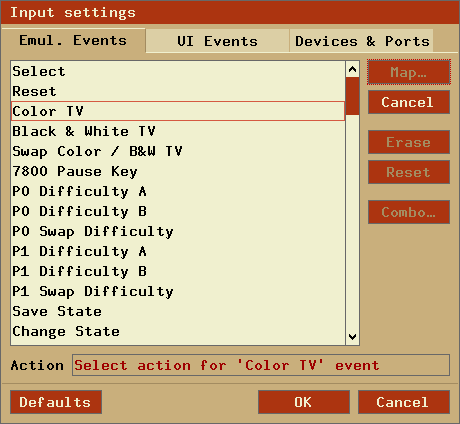 Input settings
Emul. Events
UI Events
Devices & Ports
Select
Reset
Color TV
Black & White TV
Swap Color / B&W TV
7800 Pause Key
P0 Difficulty A
P0 Difficulty B
P0 Swap Difficulty
P1 Difficulty A
P1 Difficulty B
P1 Swap Difficulty
Save State
Change State
Map…
Cancel
Erase
Reset
Combo…
Action Select action for 'Color TV' event
Defaults
OK
Cancel